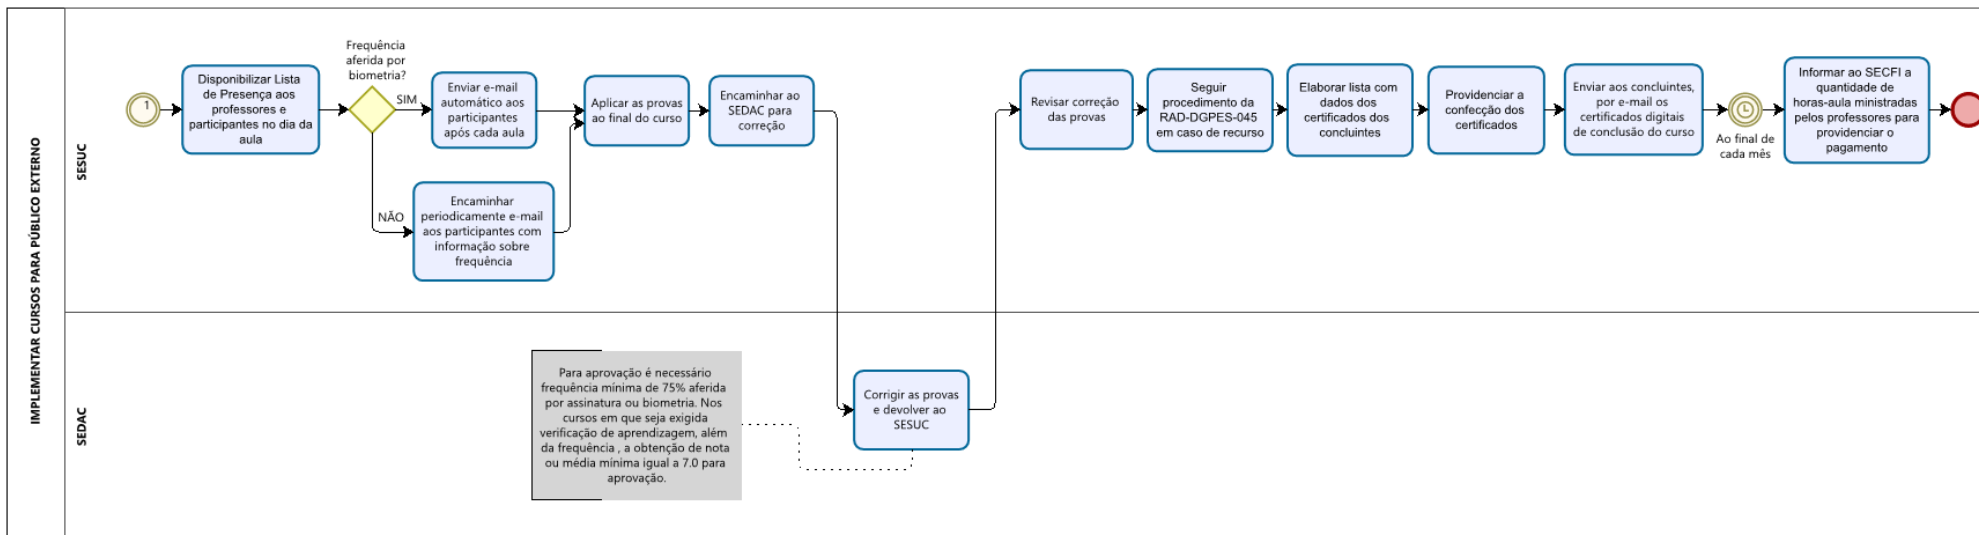 IMPLEMENTAR CURSOS PARA PÚBLICO EXTERNO
SESUC
1
Disponibilizar Lista
de Presença aos
professores e
participantes no dia da
aula
Frequência
aferida por
biometria?
SIM
NÃO
Enviar e-mail
automático aos
participantes
após cada aula
Encaminhar
periodicamente e-mail
aos participantes com
informação sobre
frequência
Aplicar as provas
ao final do curso
Encaminhar ao
SEDAC para
correção
Revisar correção
das provas
Seguir
procedimento da
RAD-DGPES-045
em caso de recurso
Elaborar lista com
dados dos
certificados dos
concluintes
Providenciar a
confecção dos
certificados
Enviar aos concluintes,
por e-mail os
certificados digitais
de conclusão do curso
Ao final de
cada mês
Informar ao SECFI a
quantidade de
horas-aula ministradas
pelos professores para
providenciar o
pagamento
SEDAC
Para aprovação é necessário
frequência mínima de 75% aferida
por assinatura ou biometria. Nos
cursos em que seja exigida
verificação de aprendizagem, além
da frequência , a obtenção de nota
ou média mínima igual a 7.0 para
aprovação.
Corrigir as provas
e devolver ao
SESUC